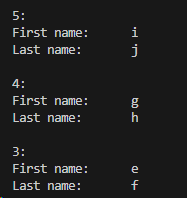 5:
First name: i
Last name: j
4:
First name: g
Last name: h
3:
First name: e
Last name: f